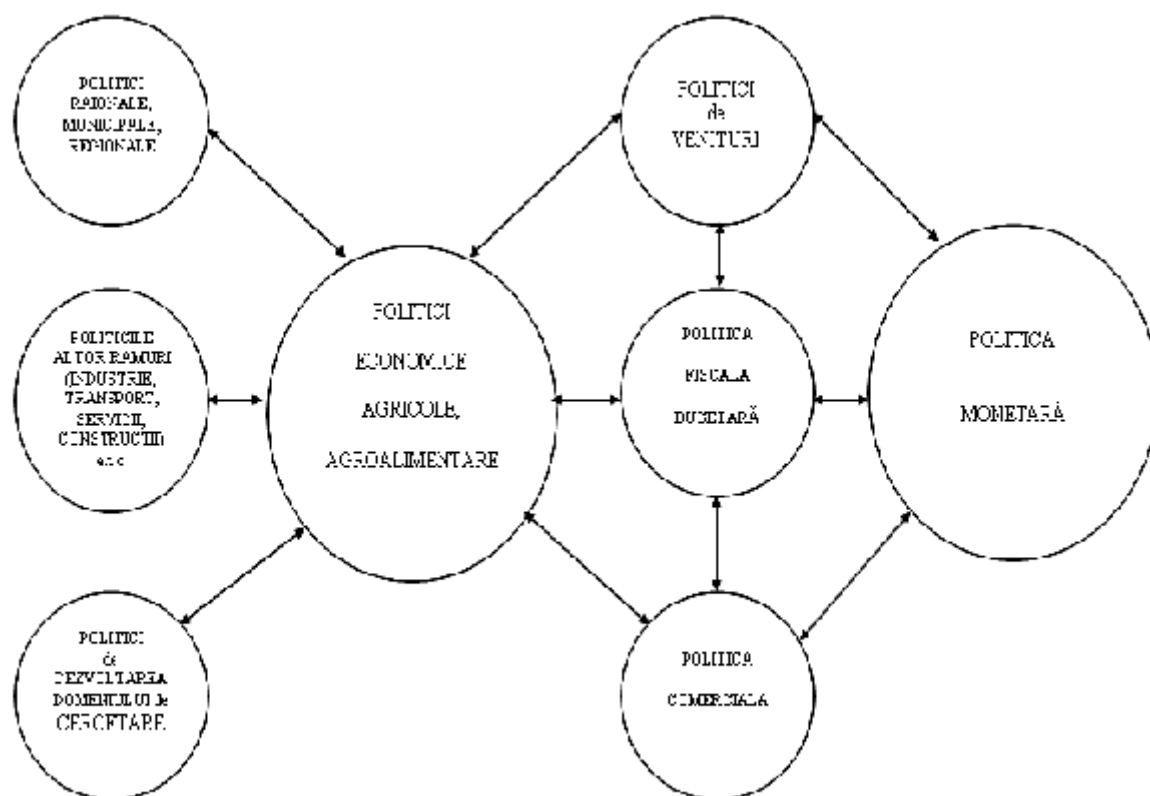 POLITICI
RAIONALE,
MUNICIPALE,
REGIONALE
POLITICI
de
VENITURI
POLITICI
ECONOMICE
AGRICOLE,
AGROALIMENTARE
POLITICILE
ALTOR RAMURI
(INDUSTRIE,
TRANSPORT,
SERVICII,
CONSTRUCTII)
POLITICA
FISCALA
BUGETARĂ
POLITICA
MONETARĂ
POLITICI
de
DEZVOLTAREA
DOMENIULUI de
CERCETARE
POLITICA
COMERCIALA